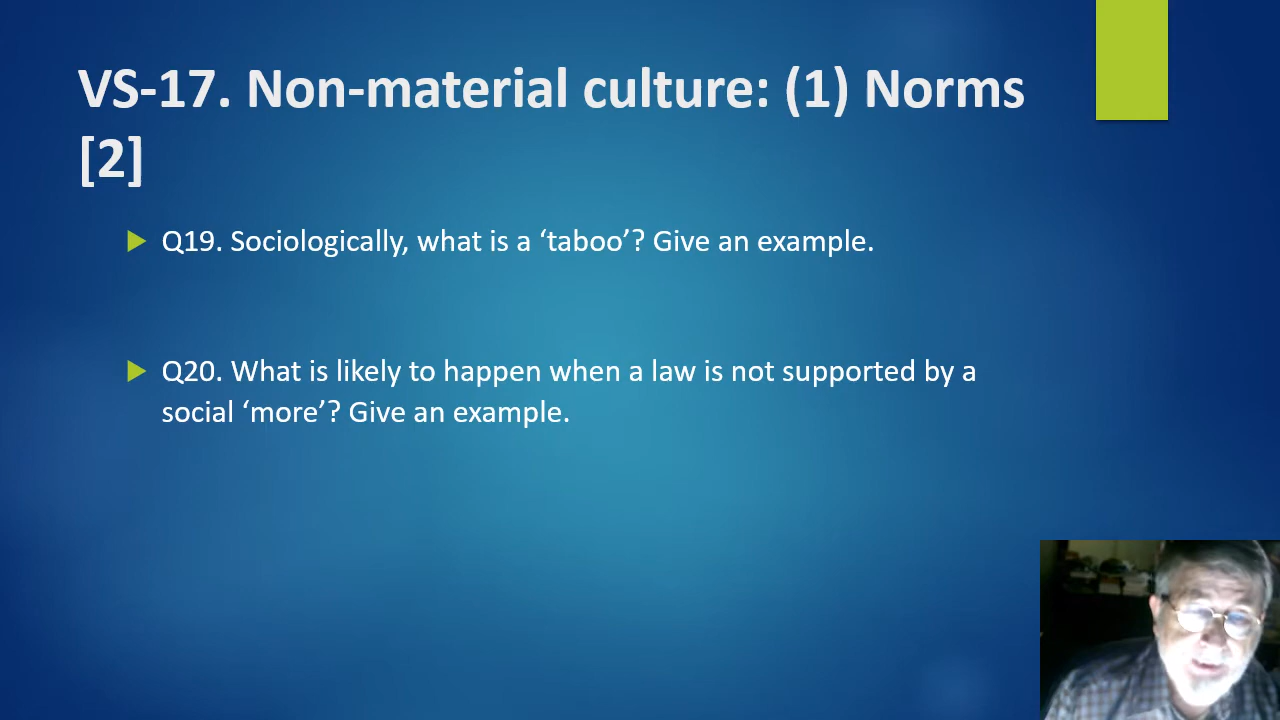 VS-17. Non-material culture: (1) Norms
[2]
Q19. Sociologically, what is a ‘taboo’? Give an example.
Q20. What is likely to happen when a law is not supported by a
social ‘more’? Give an example.